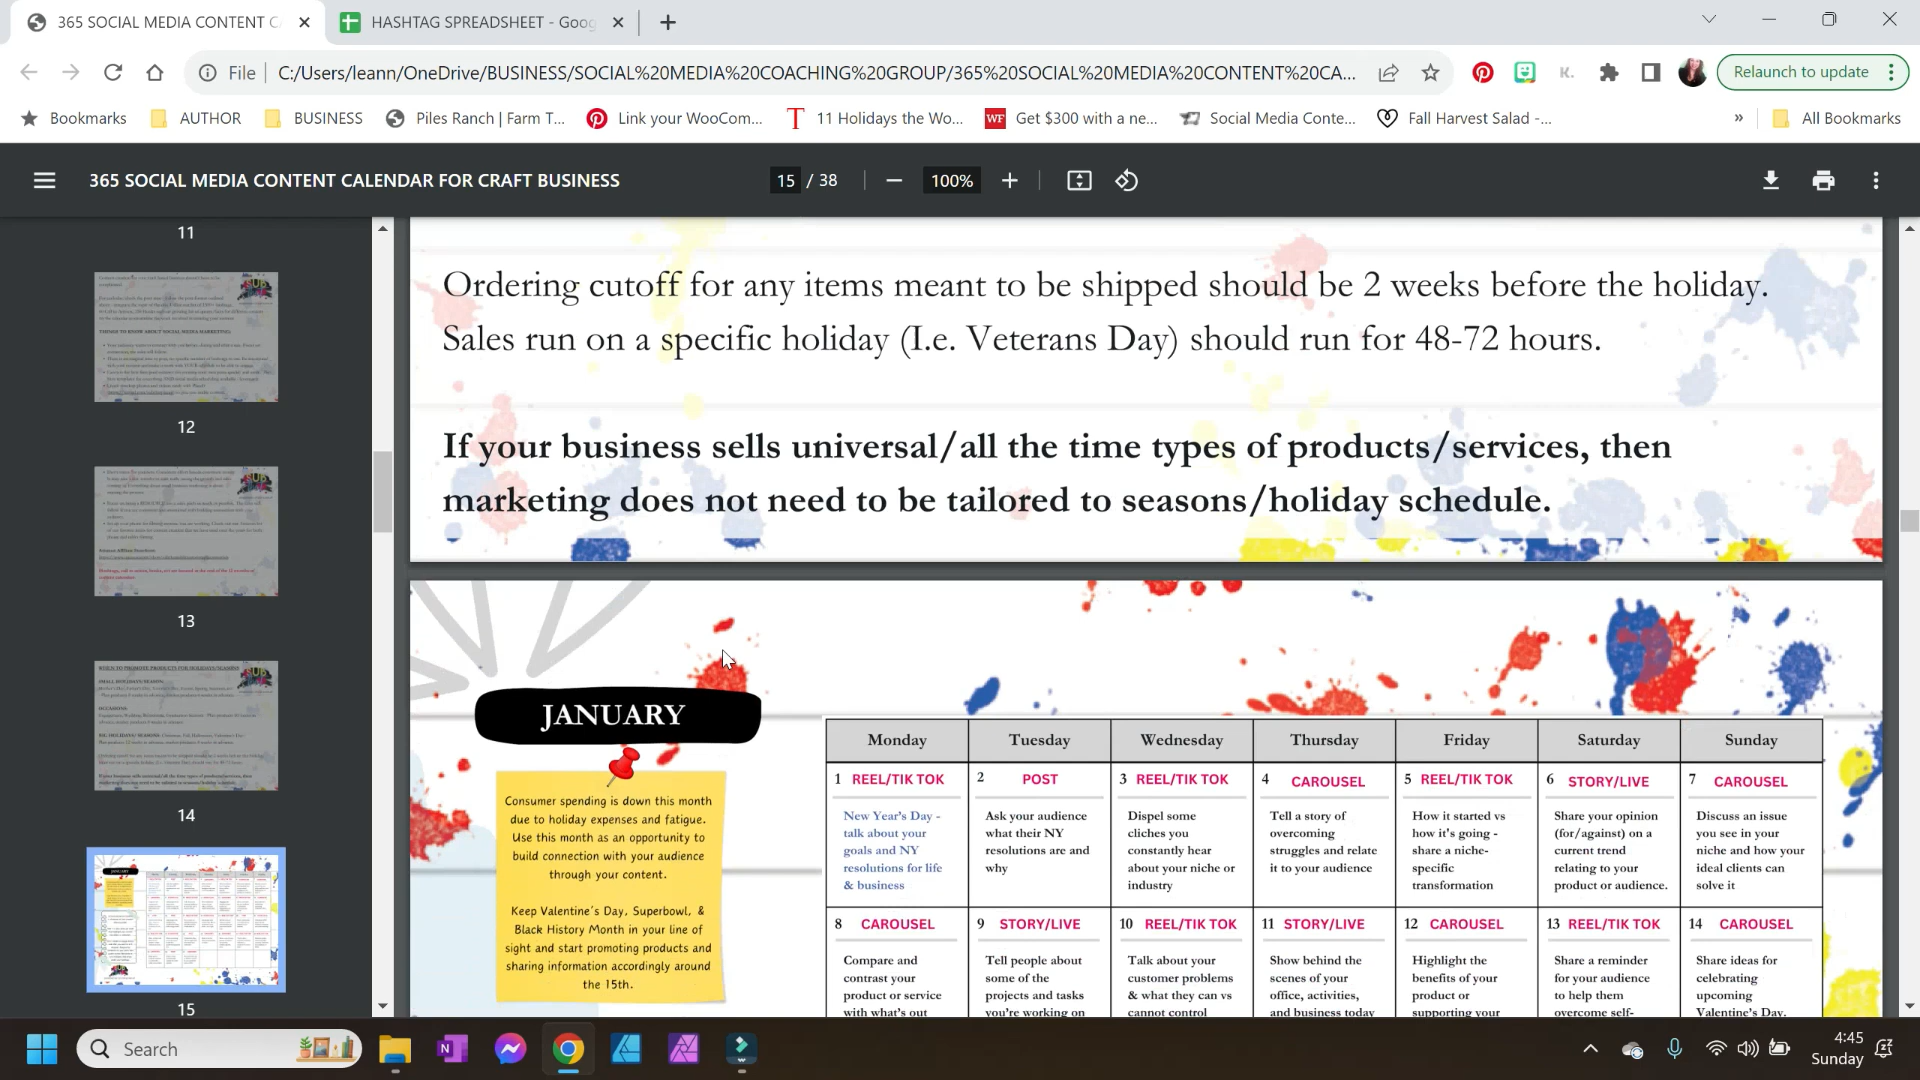 365 SOCIAL MEDIA CONTENT C
HASHTAG SPREADSHEET - Goog
File
C:/Users/leann/OneDrive/BUSINESS/SOCIAL%20MEDIA%20COACHING%20GROUP/365%20SOCIAL%20MEDIA%20CONTENT%20CA...
K.
Relaunch to update
Bookmarks
AUTHOR
BUSINESS
Piles Ranch | Farm T...
Link your WooCom...
T
11 Holidays the Wo...
WF
Get $300 with a ne...
Social Media Conte...
Fall Harvest Salad -...
»
All Bookmarks
365 SOCIAL MEDIA CONTENT CALENDAR FOR CRAFT BUSINESS
15 / 38
100%
11
12
13
14
15
Ordering cutoff for any items meant to be shipped should be 2 weeks before the holiday.
Sales run on a specific holiday (I.e. Veterans Day) should run for 48-72 hours.
If your business sells universal/all the time types of products/services, then
marketing does not need to be tailored to seasons/holiday schedule.
JANUARY
Consumer spending is down this month
due to holiday expenses and fatigue.
Use this month as an opportunity to
build connection with your audience
through your content.
Keep Valentine's Day, Superbowl, &
Black History Month in your line of
sight and start promoting products and
sharing information accordingly around
the 15th.
Monday Tuesday Wednesday Thursday Friday Saturday Sunday
1 REEL/TIK TOK
New Year's Day -
talk about your
goals and NY
resolutions for life
& business
2 POST
Ask your audience
what their NY
resolutions are and
why
3 REEL/TIK TOK
Dispel some
cliches you
constantly hear
about your niche or
industry
4 CAROUSEL
Tell a story of
overcoming
struggles and relate
it to your audience
5 REEL/TIK TOK
How it started vs
how it's going -
share a niche-
specific
transformation
6 STORY/LIVE
Share your opinion
(for/against) on a
current trend
relating to your
product or audience.
7 CAROUSEL
Discuss an issue
you see in your
niche and how your
ideal clients can
solve it
8 CAROUSEL
Compare and
contrast your
product or service
with what's out
9 STORY/LIVE
Tell people about
some of the
projects and tasks
you're working on
10 REEL/TIK TOK
Talk about your
customer problems
& what they can vs
cannot control
11 STORY/LIVE
Show behind the
scenes of your
office, activities,
and business today
12 CAROUSEL
Highlight the
benefits of your
product or
supporting your
13 REEL/TIK TOK
Share a reminder
for your audience
to help them
overcome self-
14 CAROUSEL
Share ideas for
celebrating
upcoming
Valentine's Day.
Search
N
4:45
Sunday